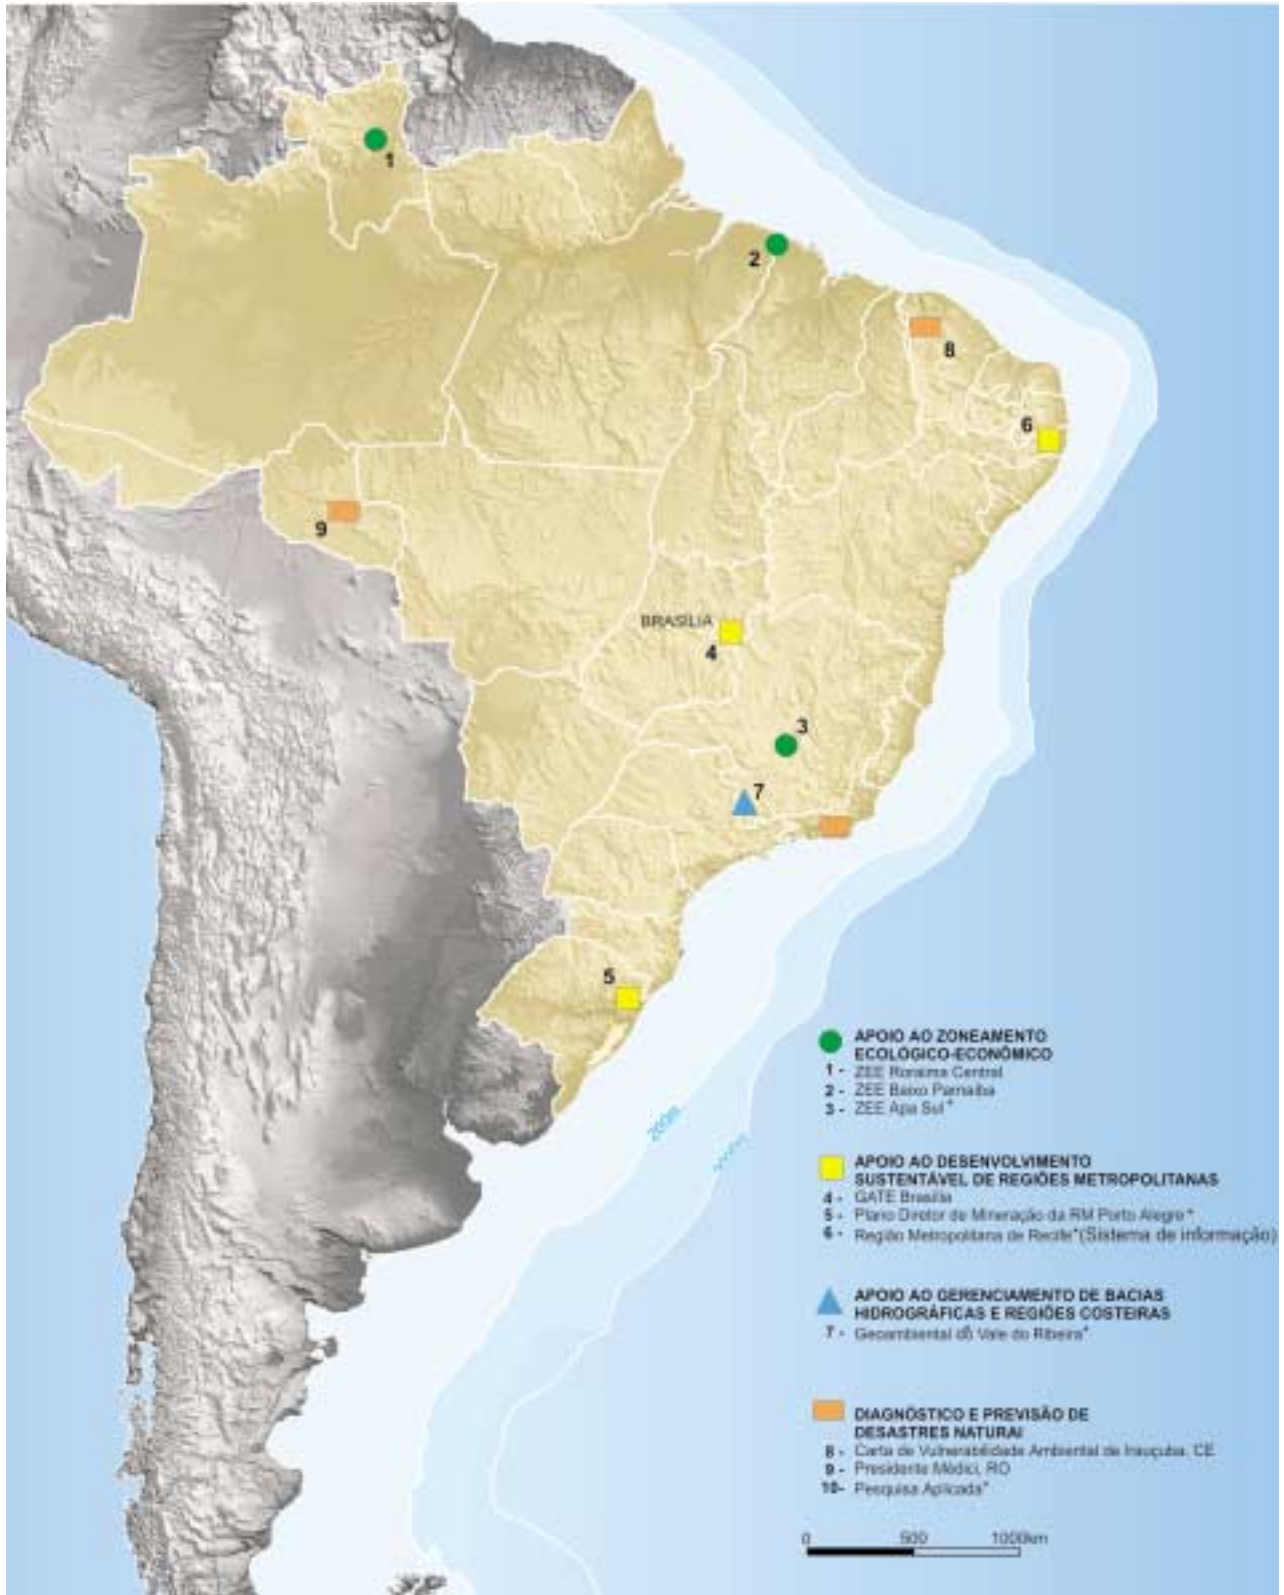 1
2
8
6
9
BRASÍLIA
4
3
7
5
200m
APOIO AO ZONEAMENTO
ECOLÓGICO-ECONÔMICO
1 - ZEE Roraima Central
2 - ZEE Baixo Parnaíba
3 - ZEE Apa Sul*
APOIO AO DESENVOLVIMENTO
SUSTENTÁVEL DE REGIÕES METROPOLITANAS
4 - GATE Brasília
5 - Plano Diretor de Mineração da RM Porto Alegre*
6 - Região Metropolitana de Recife*(Sistema de informação)
APOIO AO GERENCIAMENTO DE BACIAS
HIDROGRÁFICAS E REGIÕES COSTEIRAS
7 - Geoambiental do Vale do Ribeira*
DIAGNÓSTICO E PREVISÃO DE
DESASTRES NATURAI
8 - Carta de Vulnerabilidade Ambiental de Irauçuba, CE
9 - Presidente Médici, RO
10- Pesquisa Aplicada*
0 500 1000km